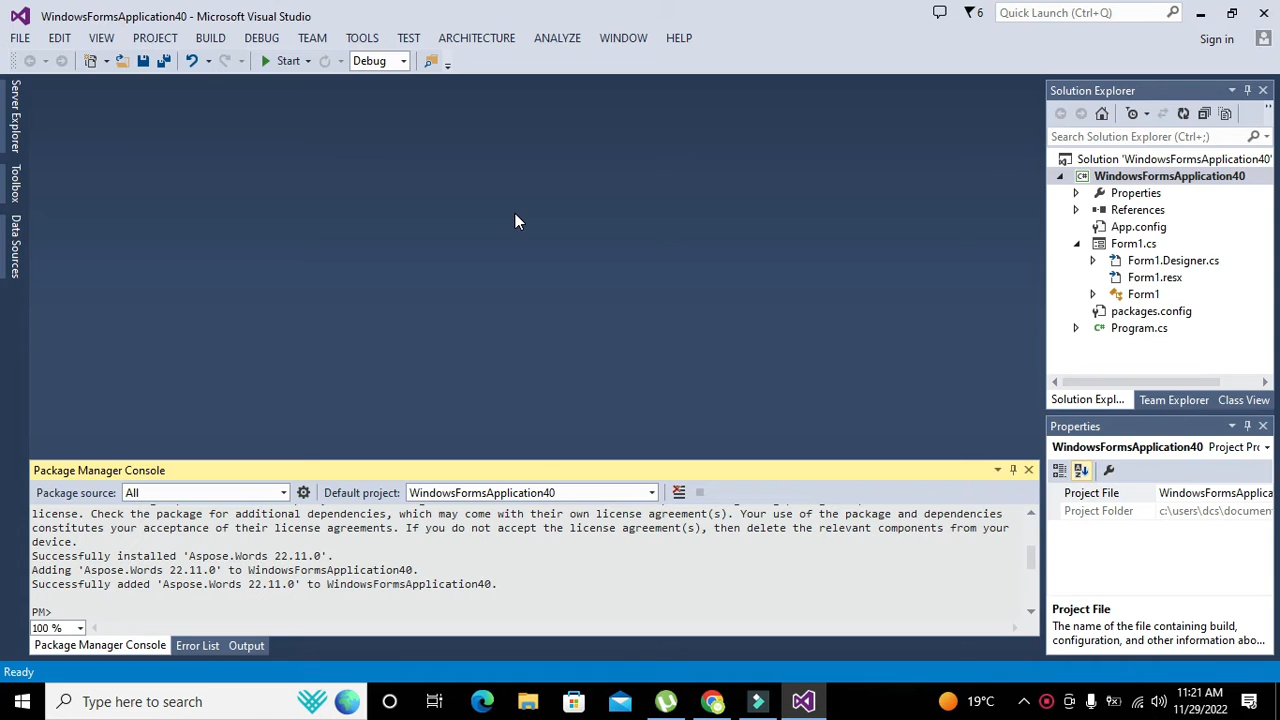 WindowsFormsApplication40 - Microsoft Visual Studio
6
Quick Launch (Ctrl+Q)
FILE EDIT VIEW PROJECT BUILD DEBUG TEAM TOOLS TEST ARCHITECTURE ANALYZE WINDOW HELP
Sign in
Start Debug
Server Explorer
Toolbox
Data Sources
Solution Explorer
Search Solution Explorer (Ctrl+;)
Solution 'WindowsFormsApplication40'
WindowsFormsApplication40
Properties
References
App.config
Form1.cs
Form1.Designer.cs
Form1.resx
Form1
packages.config
Program.cs
Solution Expl... Team Explorer Class View
Properties
WindowsFormsApplication40 Project Pr
Project File WindowsFormsApplica
Project Folder c:\users\dcs\document
Project File
The name of the file containing build,
configuration, and other information abo...
Package Manager Console
Package source: All Default project: WindowsFormsApplication40
license. Check the package for additional dependencies, which may come with their own license agreement(s). Your use of the package and dependencies
constitutes your acceptance of their license agreements. If you do not accept the license agreement(s), then delete the relevant components from your
device.
Successfully installed 'Aspose.Words 22.11.0'.
Adding 'Aspose.Words 22.11.0' to WindowsFormsApplication40.
Successfully added 'Aspose.Words 22.11.0' to WindowsFormsApplication40.
PM>
100 %
Package Manager Console Error List Output
Ready
Type here to search
19°C
11:21 AM
11/29/2022